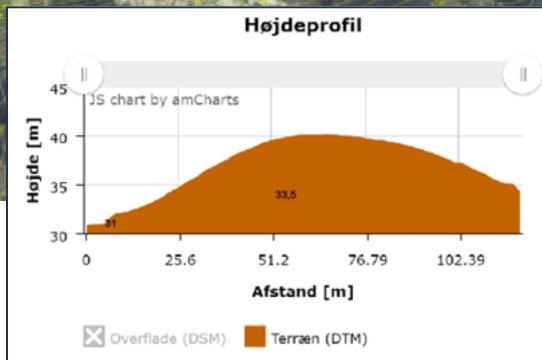 Højdeprofil
JS chart by amCharts
Højde [m]
45
40
35
30
31
33,5
0 25.6 51.2 76.79 102.39
Afstand [m]
Overflade (DSM) Terræn (DTM)